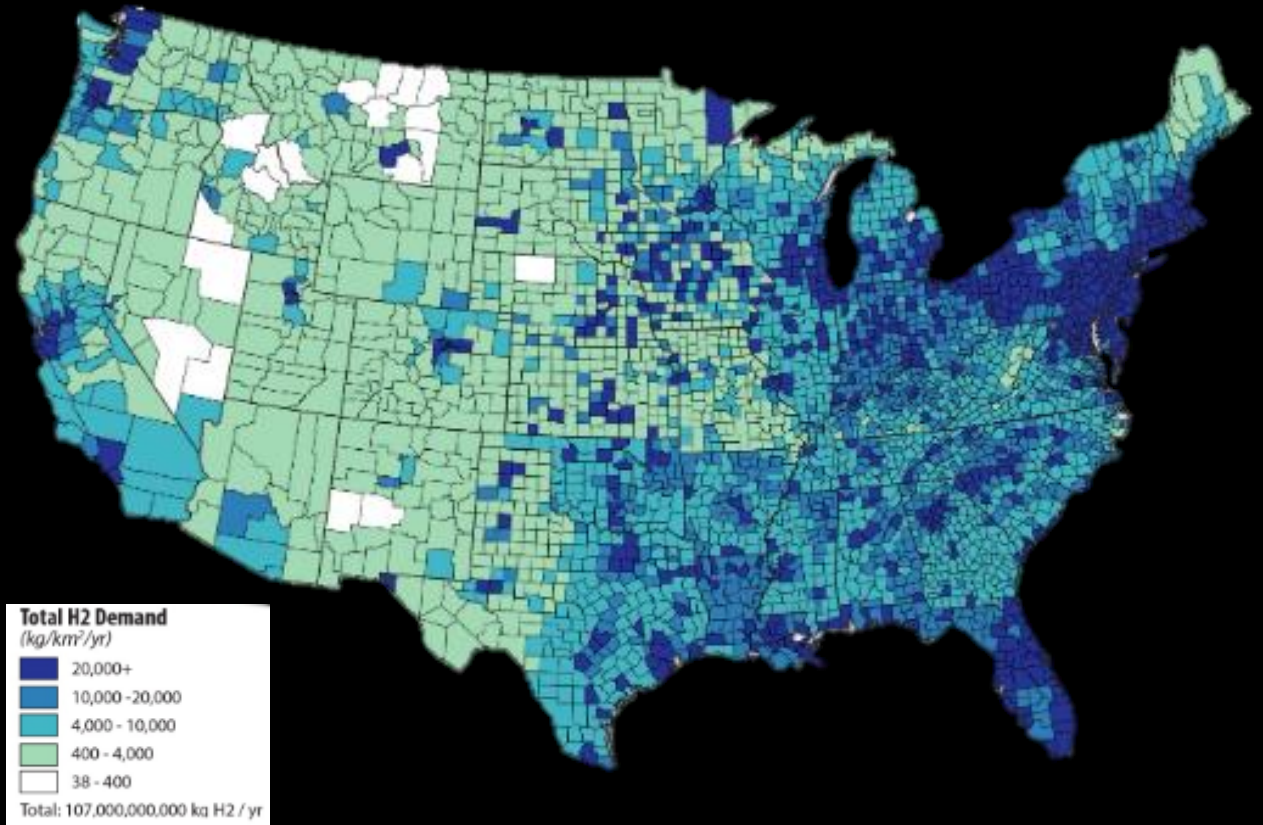 Total H2 Demand
(kg/km²/yr)
20,000+
10,000 -20,000
4,000 - 10,000
400 - 4,000
38 - 400
Total: 107,000,000,000 kg H2 / yr